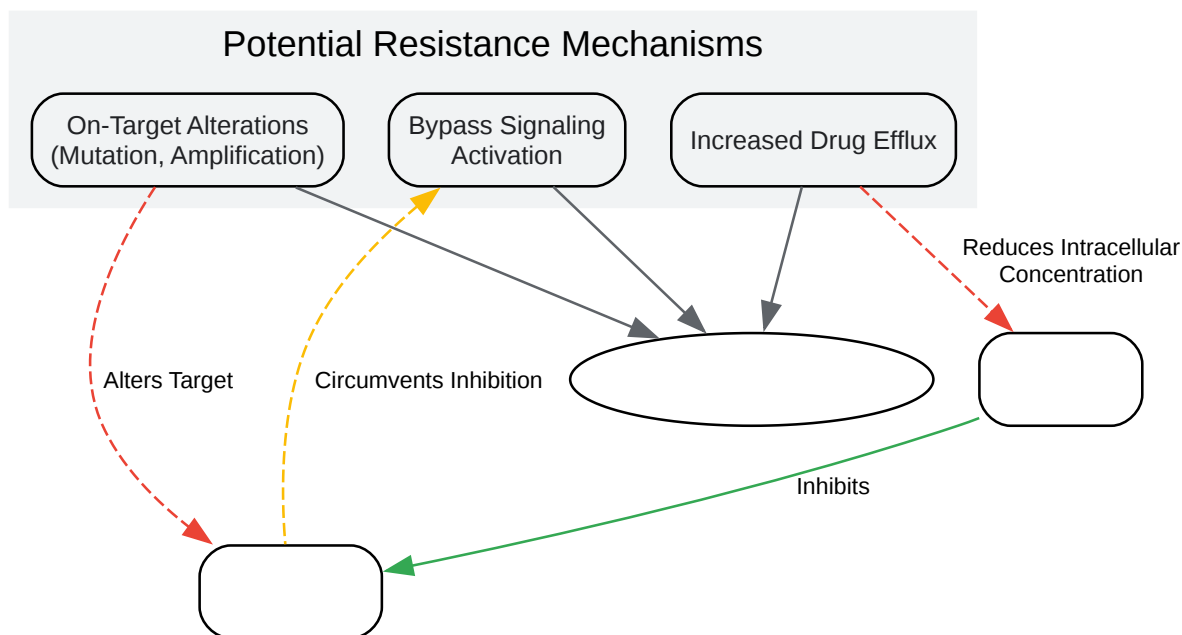 Potential Resistance Mechanisms
On-Target Alterations
(Mutation, Amplification)
Bypass Signaling
Activation
Increased Drug Efflux
Reduces Intracellular
Concentration
Alters Target
Circumvents Inhibition
Inhibits